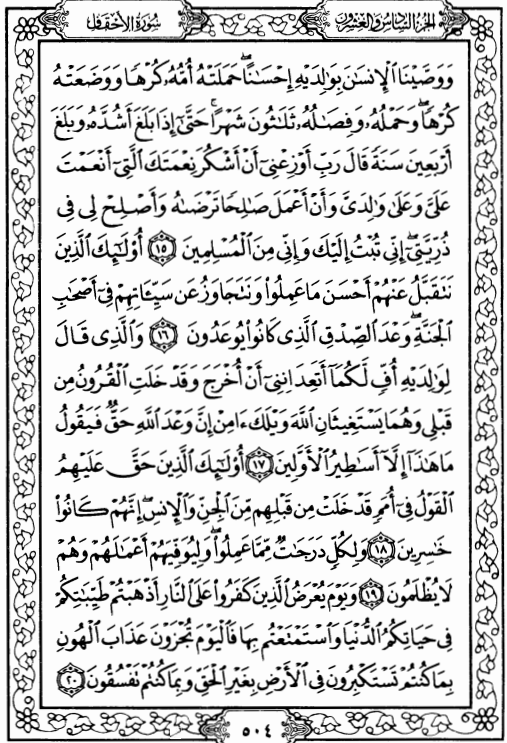 الجزء السادس والعشرون
سورة الأحقاف
وَوَصَّيْنَا ٱلْإِنسَٰنَ بِوَٰلِدَيْهِ إِحْسَٰنًا ۖ حَمَلَتْهُ أُمُّهُۥ كُرْهًا وَوَضَعَتْهُ
كُرْهًا ۖ وَحَمْلُهُۥ وَفِصَٰلُهُۥ ثَلَٰثُونَ شَهْرًا ۚ حَتَّىٰٓ إِذَا بَلَغَ أَشُدَّهُۥ وَبَلَغَ
أَرْبَعِينَ سَنَةً قَالَ رَبِّ أَوْزِعْنِىٓ أَنْ أَشْكُرَ نِعْمَتَكَ ٱلَّتِىٓ أَنْعَمْتَ
عَلَىَّ وَعَلَىٰ وَٰلِدَىَّ وَأَنْ أَعْمَلَ صَٰلِحًا تَرْضَىٰهُ وَأَصْلِحْ لِى فِى
ذُرِّيَّتِىٓ ۖ إِنِّى تُبْتُ إِلَيْكَ وَإِنِّى مِنَ ٱلْمُسْلِمِينَ ١٥ أُو۟لَٰٓئِكَ ٱلَّذِينَ
نَتَقَبَّلُ عَنْهُمْ أَحْسَنَ مَا عَمِلُوا۟ وَنَتَجَاوَزُ عَن سَيِّـَٔاتِهِمْ فِىٓ أَصْحَٰبِ
ٱلْجَنَّةِ ۖ وَعْدَ ٱلصِّدْقِ ٱلَّذِى كَانُوا۟ يُوعَدُونَ ١٦ وَٱلَّذِى قَالَ
لِوَٰلِدَيْهِ أُفٍّ لَّكُمَآ أَتَعِدَانِنِىٓ أَنْ أُخْرَجَ وَقَدْ خَلَتِ ٱلْقُرُونُ مِن
قَبْلِى وَهُمَا يَسْتَغِيثَانِ ٱللَّهَ وَيْلَكَ ءَامِنْ إِنَّ وَعْدَ ٱللَّهِ حَقٌّ فَيَقُولُ
مَا هَٰذَآ إِلَّآ أَسَٰطِيرُ ٱلْأَوَّلِينَ ١٧ أُو۟لَٰٓئِكَ ٱلَّذِينَ حَقَّ عَلَيْهِمُ
ٱلْقَوْلُ فِىٓ أُمَمٍ قَدْ خَلَتْ مِن قَبْلِهِم مِّنَ ٱلْجِنِّ وَٱلْإِنسِ ۖ إِنَّهُمْ كَانُوا۟
خَٰسِرِينَ ١٨ وَلِكُلٍّ دَرَجَٰتٌ مِّمَّا عَمِلُوا۟ ۖ وَلِيُوَفِّيَهُمْ أَعْمَٰلَهُمْ وَهُمْ
لَا يُظْلَمُونَ ١٩ وَيَوْمَ يُعْرَضُ ٱلَّذِينَ كَفَرُوا۟ عَلَى ٱلنَّارِ أَذْهَبْتُمْ طَيِّبَٰتِكُمْ
فِى حَيَاتِكُمُ ٱلدُّنْيَا وَٱسْتَمْتَعْتُم بِهَا فَٱلْيَوْمَ تُجْزَوْنَ عَذَابَ ٱلْهُونِ
بِمَا كُنتُمْ تَسْتَكْبِرُونَ فِى ٱلْأَرْضِ بِغَيْرِ ٱلْحَقِّ وَبِمَا كُنتُمْ تَفْسُقُونَ ٢٠
٥٠٤